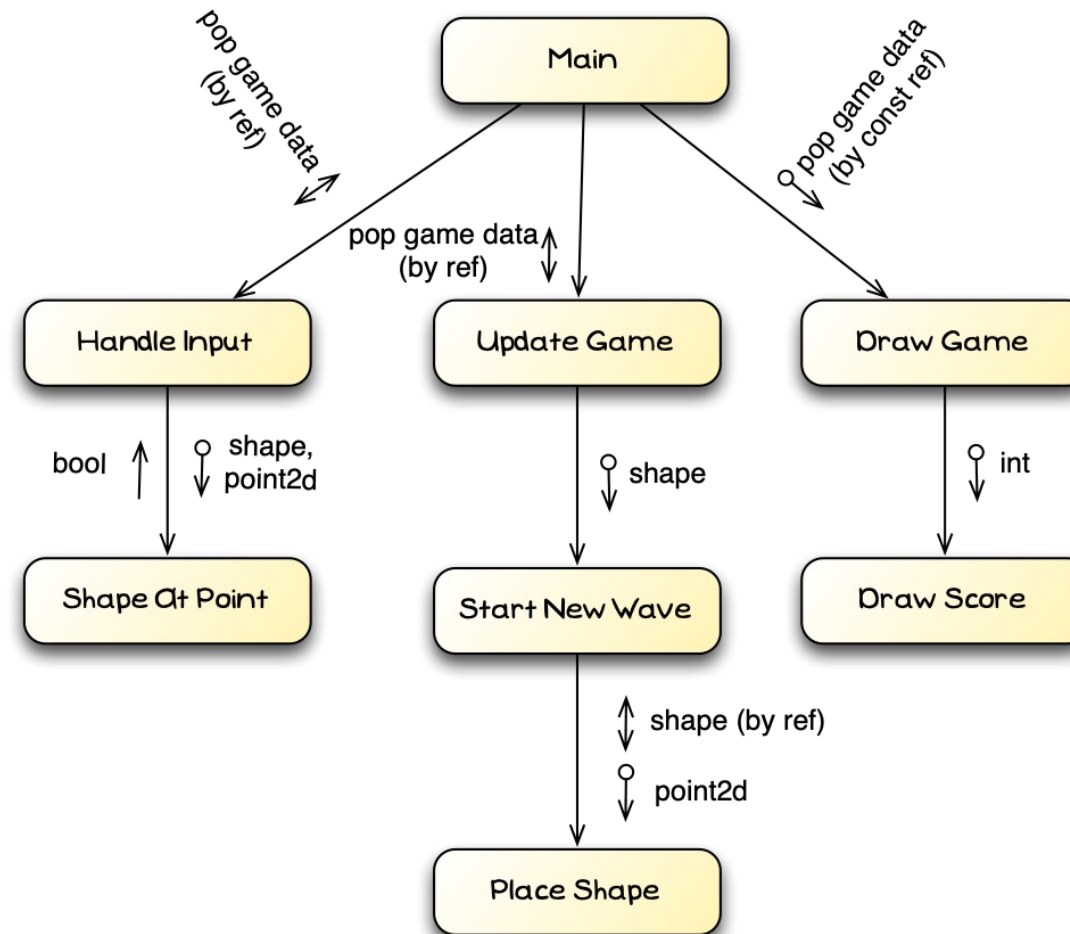 Main
pop game data
(by ref)
pop game data
(by const ref)
pop game data
(by ref)
Handle Input
Update Game
Draw Game
bool
shape,
point2d
shape
int
Shape At Point
Start New Wave
Draw Score
shape (by ref)
point2d
Place Shape